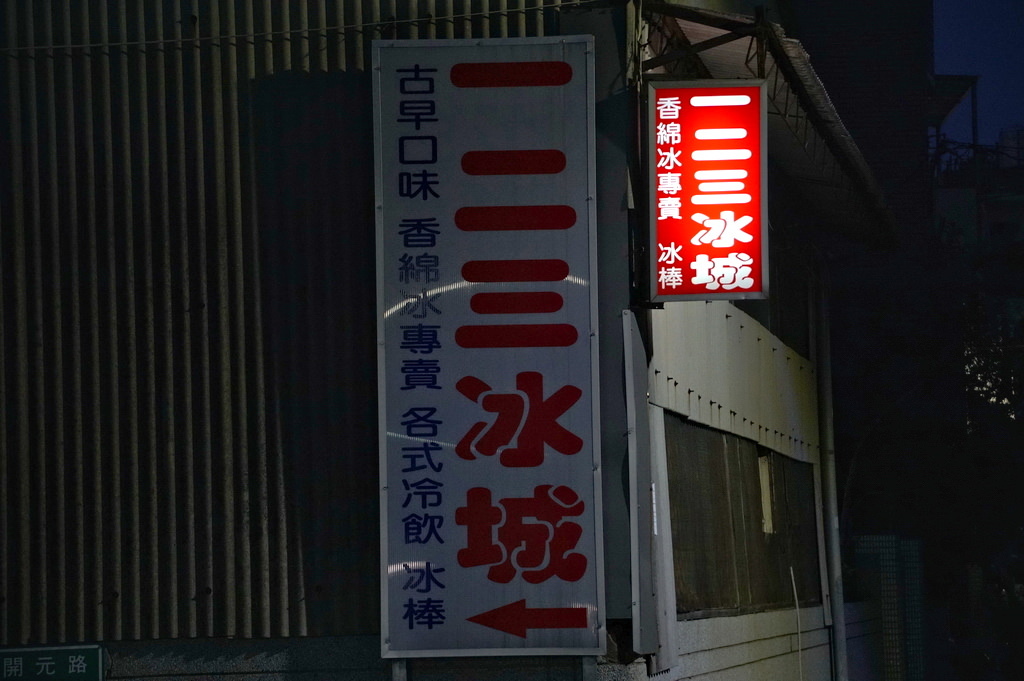 一二三冰城
古早口味 香綿冰專賣 各式冷飲 冰棒
一二三冰城
香綿冰專賣 冰棒
開元路